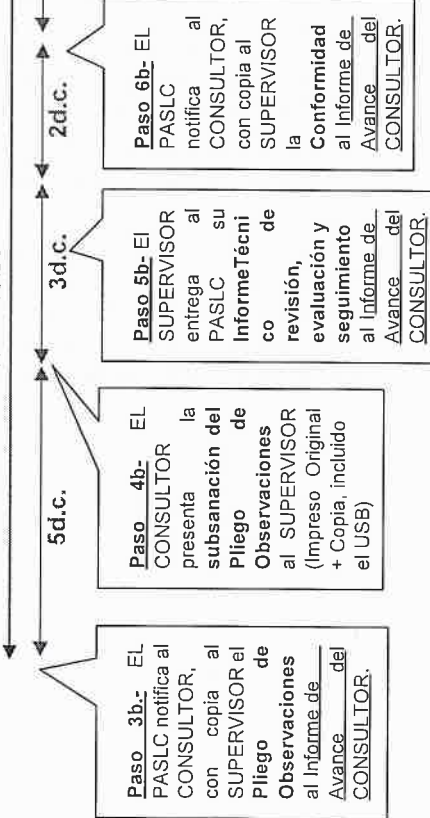 5d.c.
3d.c.
2d.c.
Paso 3b.- EL
PASLC notifica al
CONSULTOR,
con copia al
SUPERVISOR el
Pliego de
Observaciones
al Informe de
Avance del
CONSULTOR.
Paso 4b- EL
CONSULTOR
presenta la
subsanación del
Pliego de
Observaciones
al SUPERVISOR
(Impreso Original
+ Copia, incluido
el USB)
Paso 5b- El
SUPERVISOR
entrega al
PASLC su
InformeTécni
co de
revisión,
evaluación y
seguimiento
al Informe de
Avance del
CONSULTOR.
Paso 6b- EL
PASLC
notifica al
CONSULTOR,
con copia al
SUPERVISOR
la
Conformidad
al Informe de
Avance del
CONSULTOR.